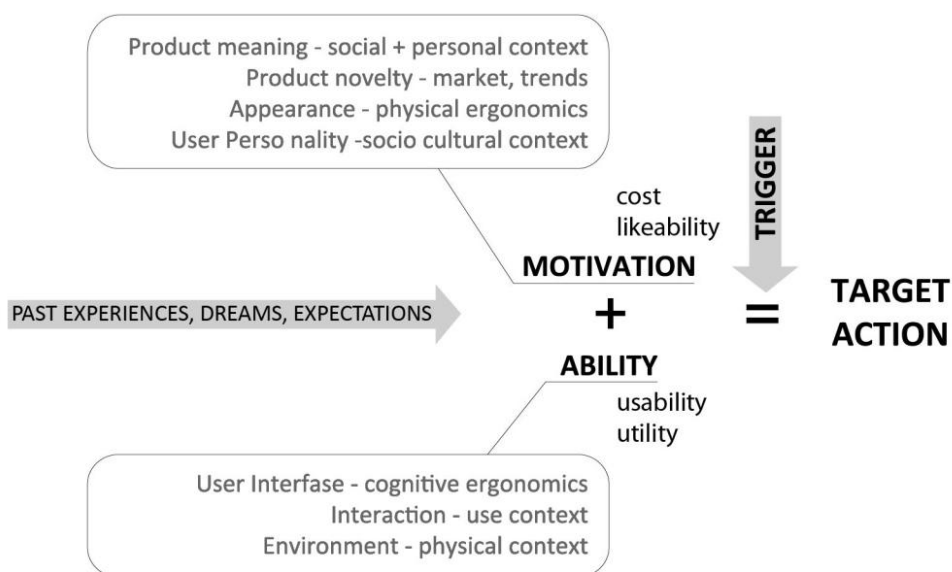 Product meaning - social + personal context
Product novelty - market, trends
Appearance - physical ergonomics
User Perso nality -socio cultural context
cost
likeability
TRIGGER
MOTIVATION
PAST EXPERIENCES, DREAMS, EXPECTATIONS
+
=
TARGET
ACTION
ABILITY
usability
utility
User Interfase - cognitive ergonomics
Interaction - use context
Environment - physical context